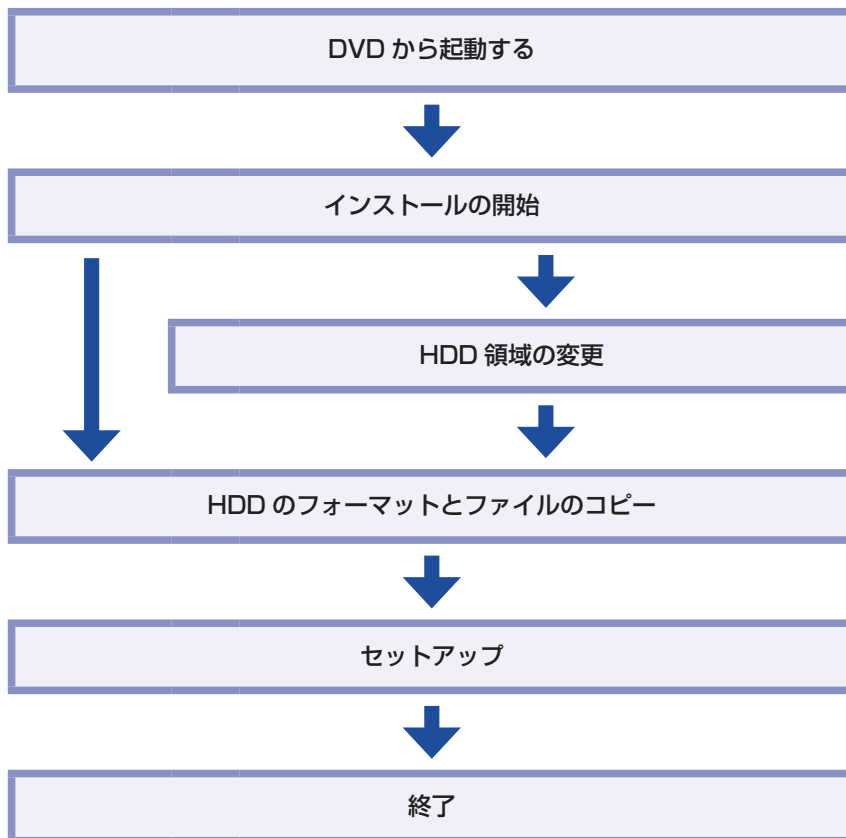 DVD から起動する
インストールの開始
HDD 領域の変更
HDD のフォーマットとファイルのコピー
セットアップ
終了